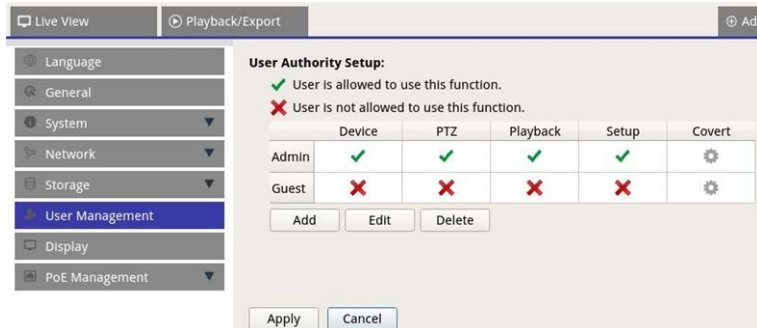 Live View Playback/Export Ad
Language
General
System
Network
Storage
User Management
Display
PoE Management
User Authority Setup:
User is allowed to use this function.
User is not allowed to use this function.
Device PTZ Playback Setup Covert
Admin
Guest
Add Edit Delete
Apply Cancel